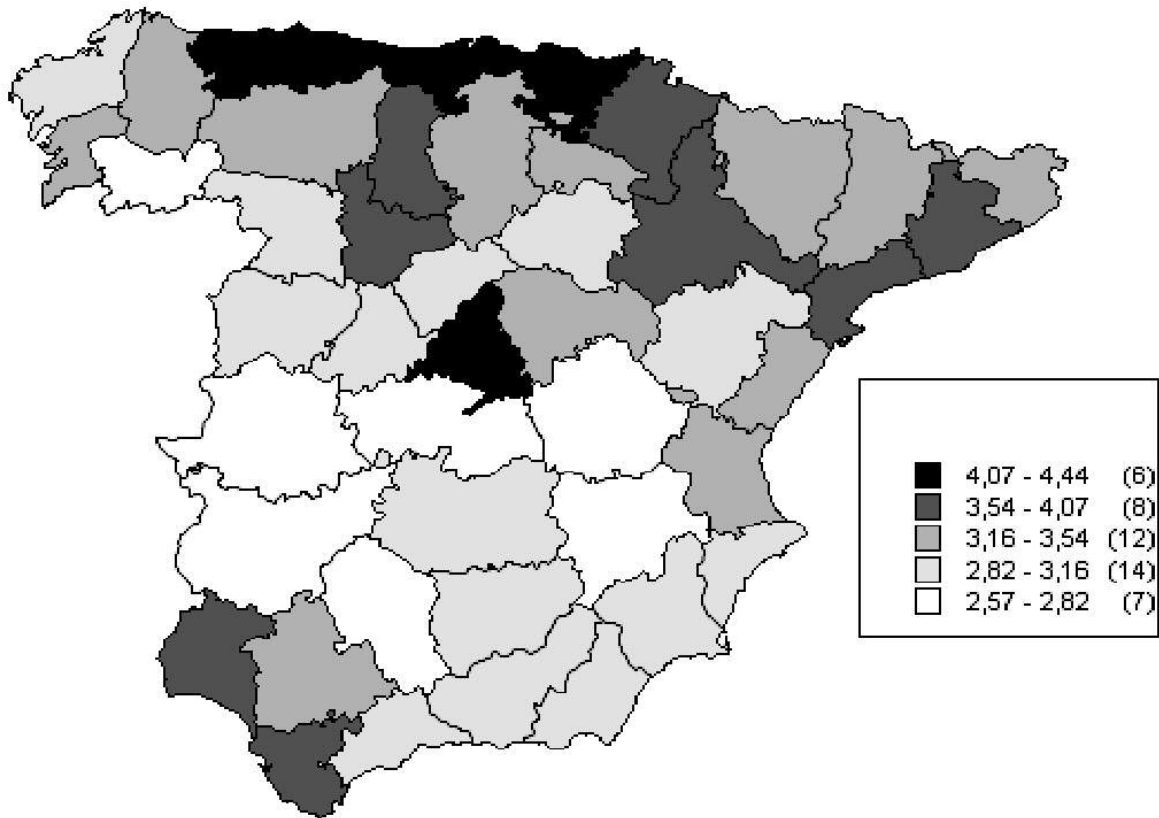 4,07 - 4,44 (6)
3,54 - 4,07 (8)
3,16 - 3,54 (12)
2,82 - 3,16 (14)
2,57 - 2,82 (7)